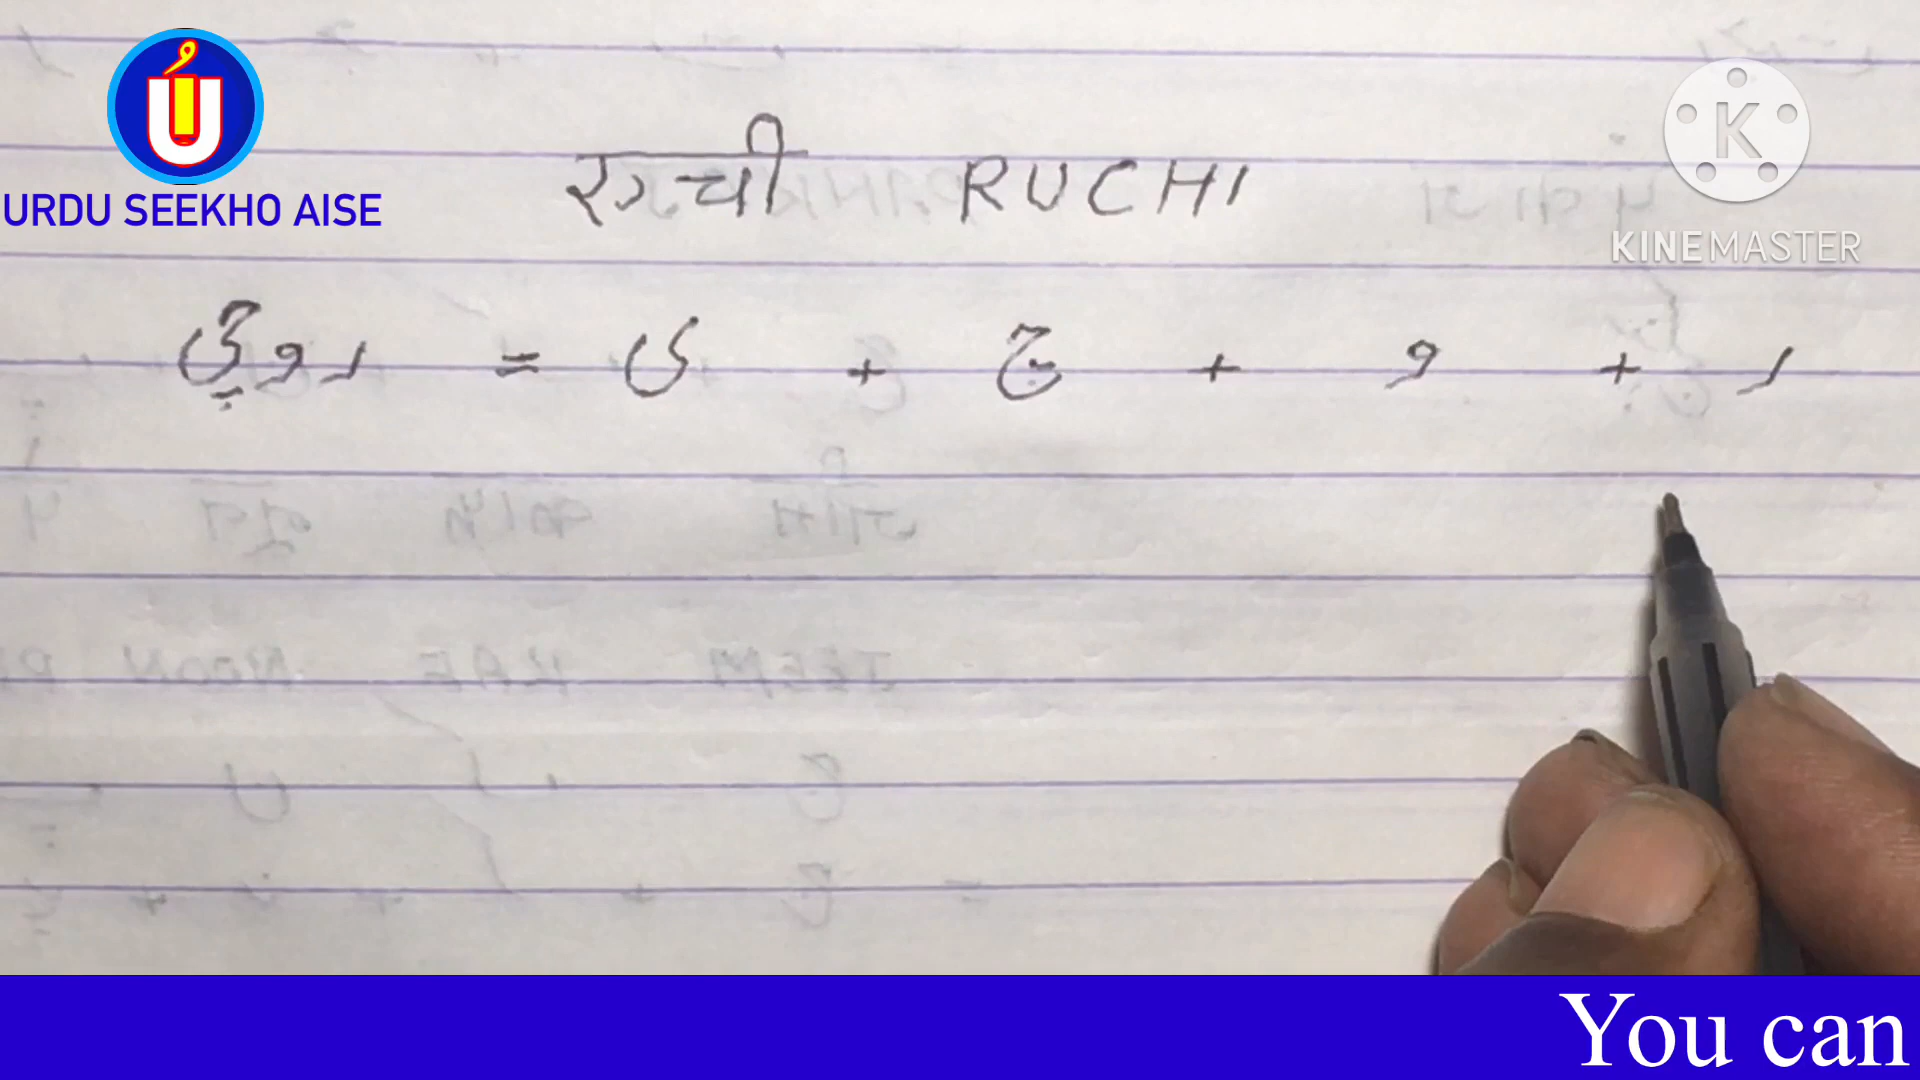 URDU SEEKHO AISE
रुची RUCHI
KINEMASTER
ر + و + چ + ی = روچی
You can